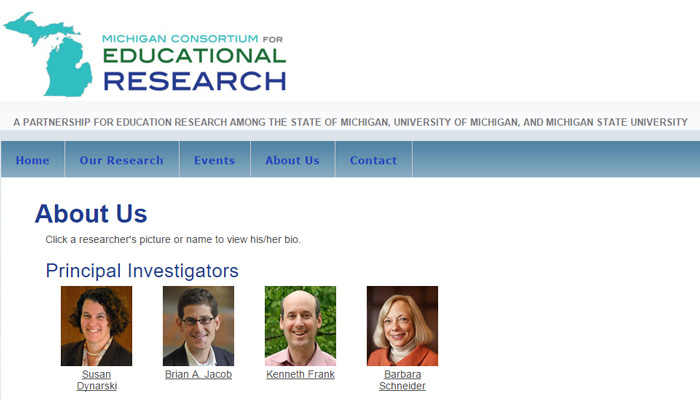 MICHIGAN CONSORTIUM FOR
EDUCATIONAL
RESEARCH
A PARTNERSHIP FOR EDUCATION RESEARCH AMONG THE STATE OF MICHIGAN, UNIVERSITY OF MICHIGAN, AND MICHIGAN STATE UNIVERSITY
Home Our Research Events About Us Contact
About Us
Click a researcher's picture or name to view his/her bio.
Principal Investigators
Susan Dynarski
Brian A. Jacob
Kenneth Frank
Barbara Schneider